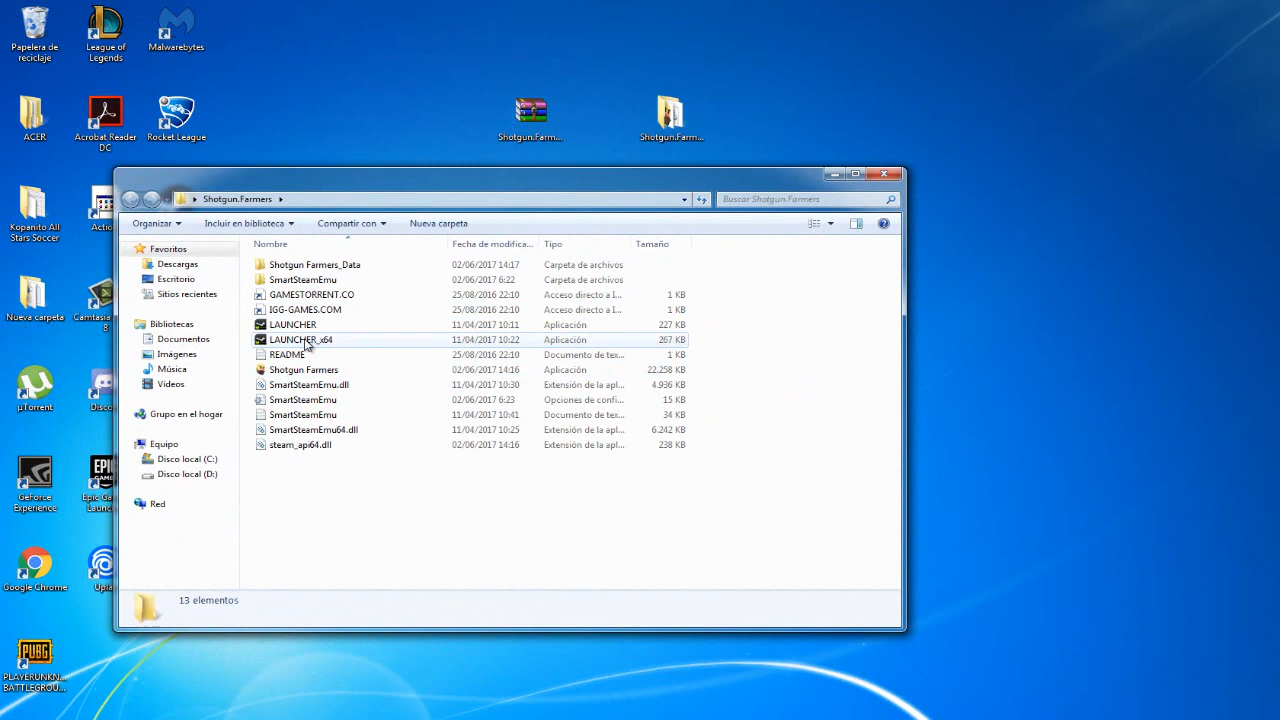 Papelera de
reciclaje
League of
Legends
Malwarebytes
ACER
Acrobat Reader
DC
Rocket League
Shotgun.Farm...
Shotgun.Farm...
Kopanito All
Stars Soccer
Actio
Nueva carpeta
Camtasia
8
µTorrent
Disco
GeForce
Experience
EPIC
GAMES
Epic Ga
Launc
Google Chrome
Upla
PUBG
PLAYERUNKN...
BATTLEGROU...
Shotgun.Farmers
Buscar Shotgun.Farmers
Organizar
Incluir en biblioteca
Compartir con
Nueva carpeta
Favoritos
Descargas
Escritorio
Sitios recientes
Bibliotecas
Documentos
Imágenes
Música
Vídeos
Grupo en el hogar
Equipo
Disco local (C:)
Disco local (D:)
Red
Nombre Fecha de modifica... Tipo Tamaño
Shotgun Farmers_Data 02/06/2017 14:17 Carpeta de archivos
SmartSteamEmu 02/06/2017 6:22 Carpeta de archivos
GAMESTORRENT.CO 25/08/2016 22:10 Acceso directo a I... 1 KB
IGG-GAMES.COM 25/08/2016 22:10 Acceso directo a I... 1 KB
LAUNCHER 11/04/2017 10:11 Aplicación 227 KB
LAUNCHER_x64 11/04/2017 10:22 Aplicación 267 KB
README 25/08/2016 22:10 Documento de tex... 1 KB
Shotgun Farmers 02/06/2017 14:16 Aplicación 22.258 KB
SmartSteamEmu.dll 11/04/2017 10:30 Extensión de la apl... 4.936 KB
SmartSteamEmu 02/06/2017 6:23 Opciones de confi... 15 KB
SmartSteamEmu 11/04/2017 10:41 Documento de tex... 34 KB
SmartSteamEmu64.dll 11/04/2017 10:25 Extensión de la apl... 6.242 KB
steam_api64.dll 02/06/2017 14:16 Extensión de la apl... 238 KB
13 elementos